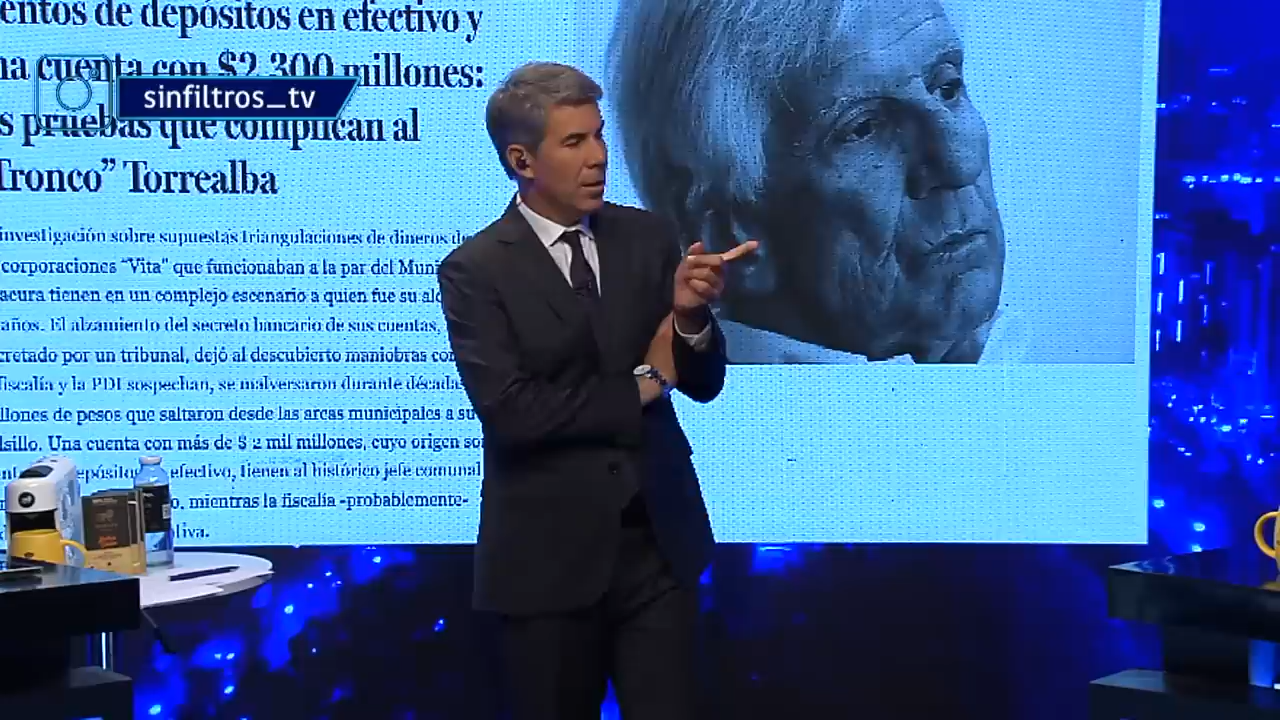 entos de depósitos en efectivo y
na cuenta con $2.300 millones:
sinfiltros_tv
s pruebas que complican al
Tronco" Torrealba
investigación sobre supuestas triangulaciones de dineros de
corporaciones "Vita" que funcionaban a la par del Muni
acura tienen en un complejo escenario a quien fue su alc
años. El alzamiento del secreto bancario de sus cuentas,
cretado por un tribunal, dejó al descubierto maniobras co
fiscalía y la PDI sospechan, se malversaron durante décadas
llones de pesos que saltaron desde las arcas municipales a su
lsillo. Una cuenta con más de $ 2 mil millones, cuyo origen so
efectivo, tienen al histórico jefe comunal
o, mientras la fiscalía -probablemente-